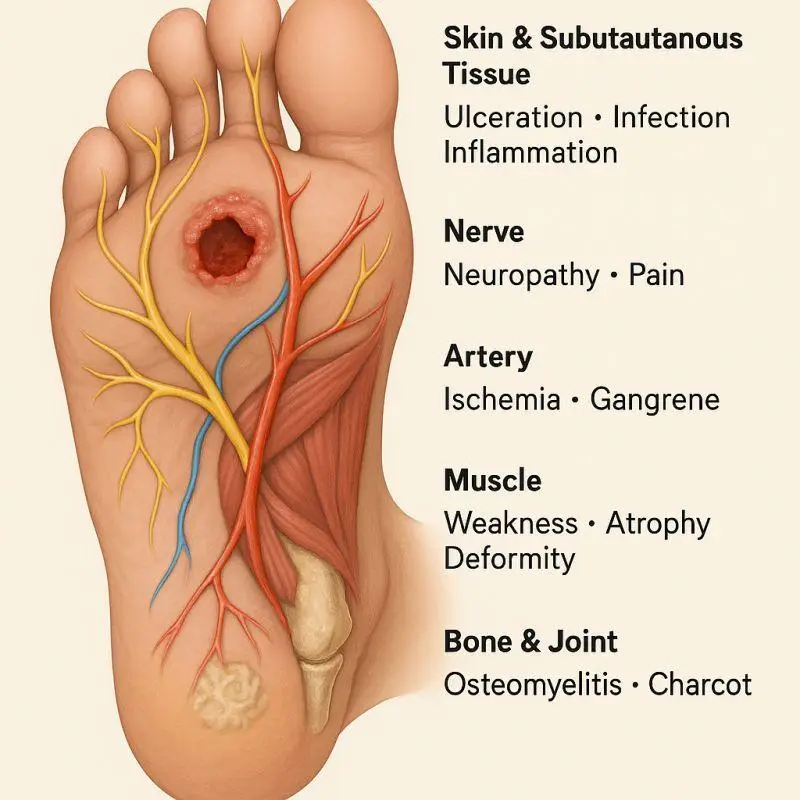 Skin & Subutautanous
Tissue
Ulceration • Infection
Inflammation
Nerve
Neuropathy • Pain
Artery
Ischemia • Gangrene
Muscle
Weakness • Atrophy
Deformity
Bone & Joint
Osteomyelitis • Charcot